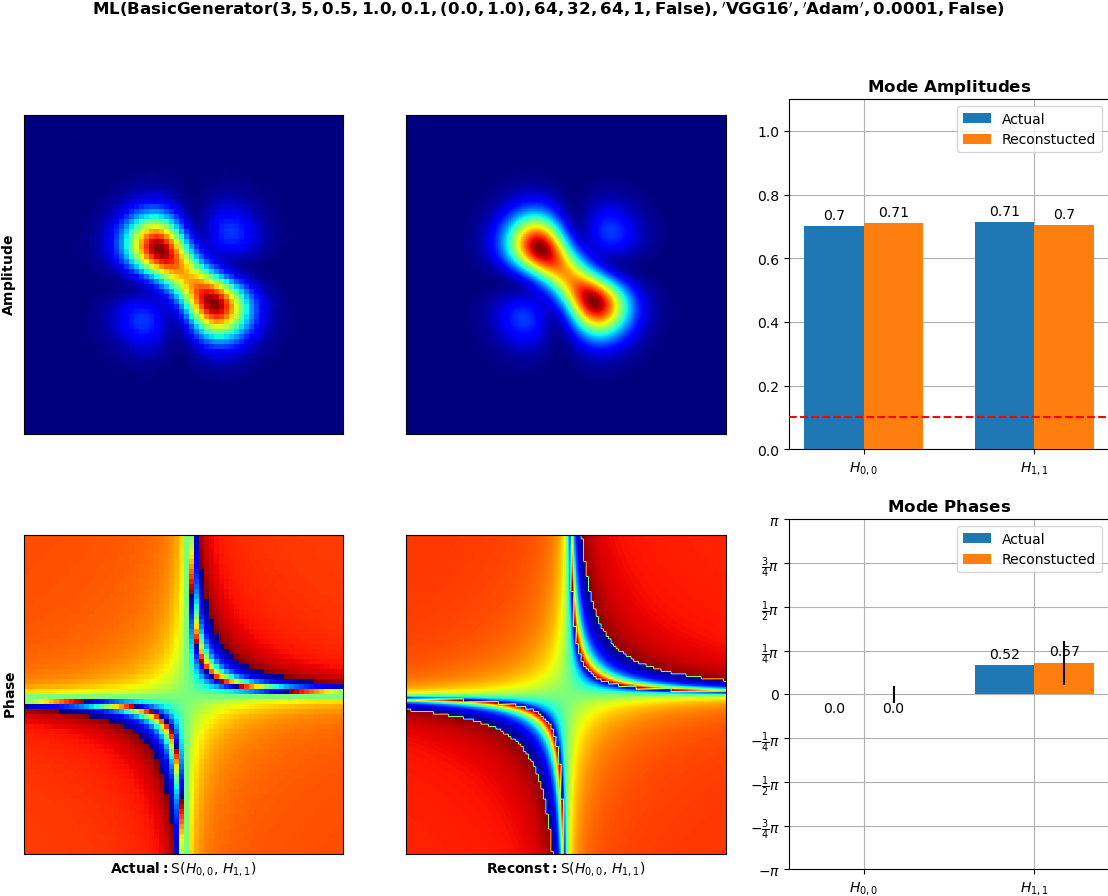 ML(BasicGenerator(3, 5, 0.5, 1.0, 0.1, (0.0, 1.0), 64, 32, 64, 1, False), ′VGG16′, ′Adam′, 0.0001, False)
Amplitude
Mode Amplitudes
Actual
Reconstucted
1.0
0.8
0.6
0.4
0.2
0.0
0.7
0.71
0.71
0.7
H0,0
H1,1
Phase
Actual: S(H0,0, H1,1)
Reconst: S(H0,0, H1,1)
Mode Phases
Actual
Reconstucted
π
3/4π
1/2π
1/4π
0
−1/4π
−1/2π
−3/4π
−π
0.0
0.0
0.52
0.57
H0,0
H1,1